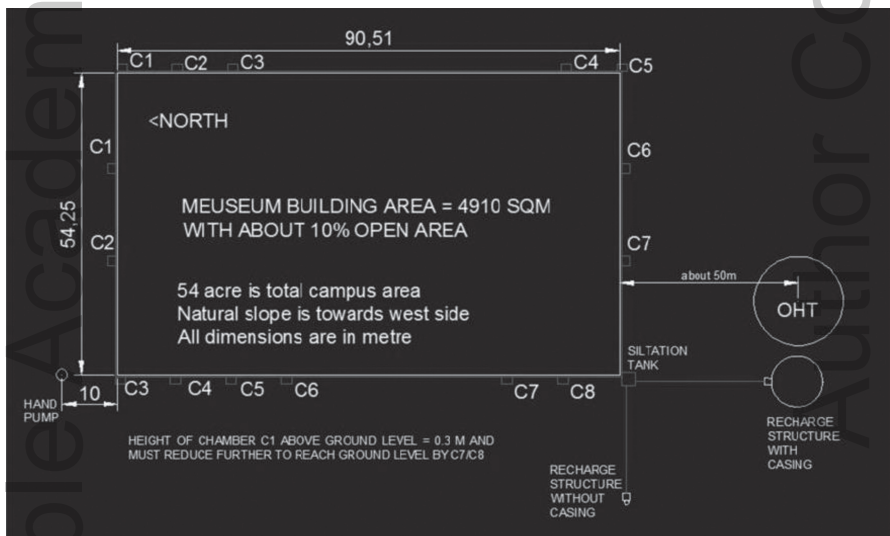 90,51
C1 C2 C3 C4 C5
<NORTH
C1
C6
MEUSEUM BUILDING AREA = 4910 SQM
WITH ABOUT 10% OPEN AREA
54,25
C2
C7
about 50m
OHT
54 acre is total campus area
Natural slope is towards west side
All dimensions are in metre
SILTATION
TANK
10
C3 C4 C5 C6 C7 C8
HAND
PUMP
HEIGHT OF CHAMBER C1 ABOVE GROUND LEVEL = 0.3 M AND
MUST REDUCE FURTHER TO REACH GROUND LEVEL BY C7/C8
RECHARGE
STRUCTURE
WITH
CASING
RECHARGE
STRUCTURE
WITHOUT
CASING
ble Academ
Author Co